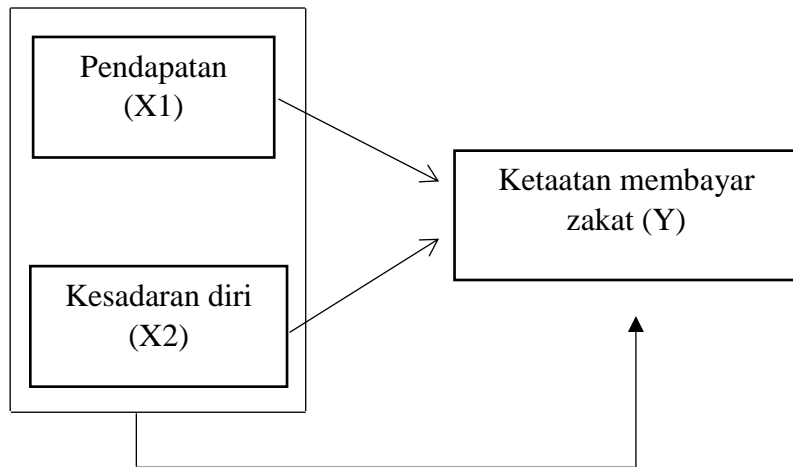 Pendapatan
(X1)
Ketaatan membayar
zakat (Y)
Kesadaran diri
(X2)